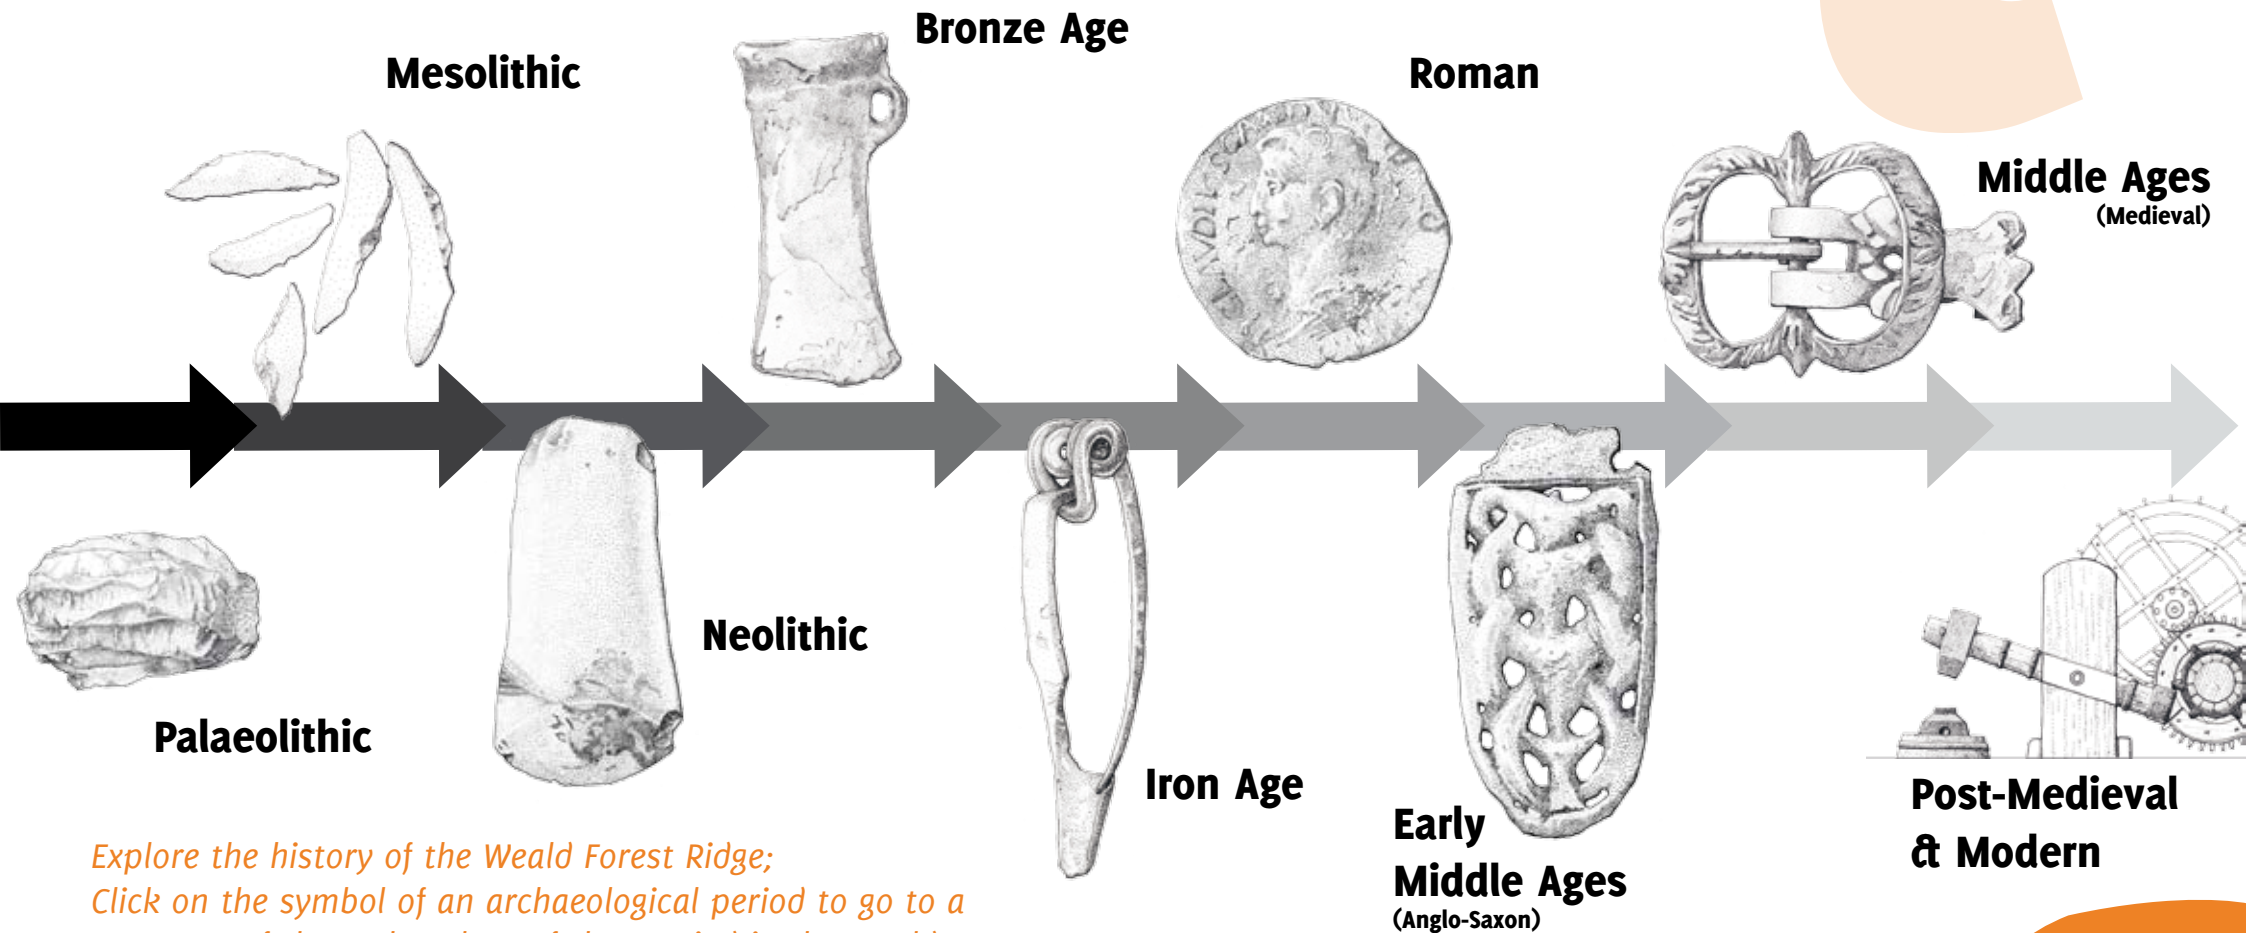 Bronze Age
Mesolithic
Roman
Middle Ages
(Medieval)
CLAVDIVS CAESAR
Neolithic
Palaeolithic
Iron Age
Early
Middle Ages
(Anglo-Saxon)
Post-Medieval
& Modern
Explore the history of the Weald Forest Ridge;
Click on the symbol of an archaeological period to go to a